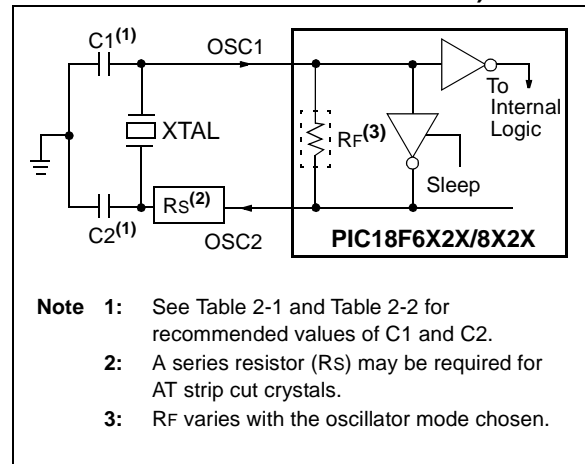 C1(1)
OSC1
To
Internal
Logic
XTAL
RF(3)
Sleep
RS(2)
C2(1)
OSC2
PIC18F6X2X/8X2X
Note 1: See Table 2-1 and Table 2-2 for
recommended values of C1 and C2.
2: A series resistor (RS) may be required for
AT strip cut crystals.
3: RF varies with the oscillator mode chosen.